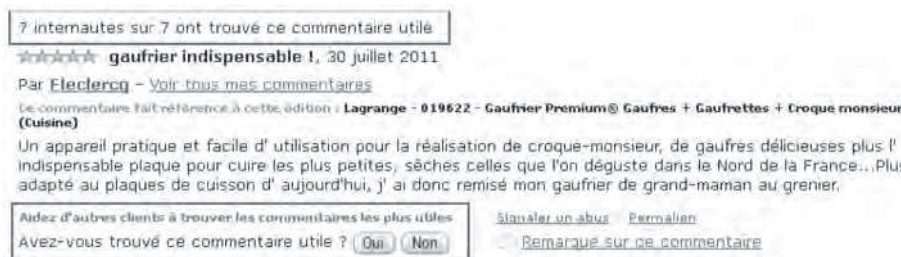 7 internautes sur 7 ont trouvé ce commentaire utile
gaufrier indispensable !, 30 juillet 2011
Par Eleclercq – Voir tous mes commentaires
Ce commentaire fait référence à cette édition : Lagrange - 019622 - Gaufrier Premium® Gaufres + Gaufrettes + Croque monsieur
(Cuisine)
Un appareil pratique et facile d' utilisation pour la réalisation de croque-monsieur, de gaufres délicieuses plus l'
indispensable plaque pour cuire les plus petites, sèches celles que l'on déguste dans le Nord de la France...Plus
adapté au plaques de cuisson d' aujourd'hui, j' ai donc remisé mon gaufrier de grand-maman au grenier.
Aidez d'autres clients à trouver les commentaires les plus utiles
Signaler un abus Permalien
Avez-vous trouvé ce commentaire utile ? Oui Non
Remarque sur ce commentaire